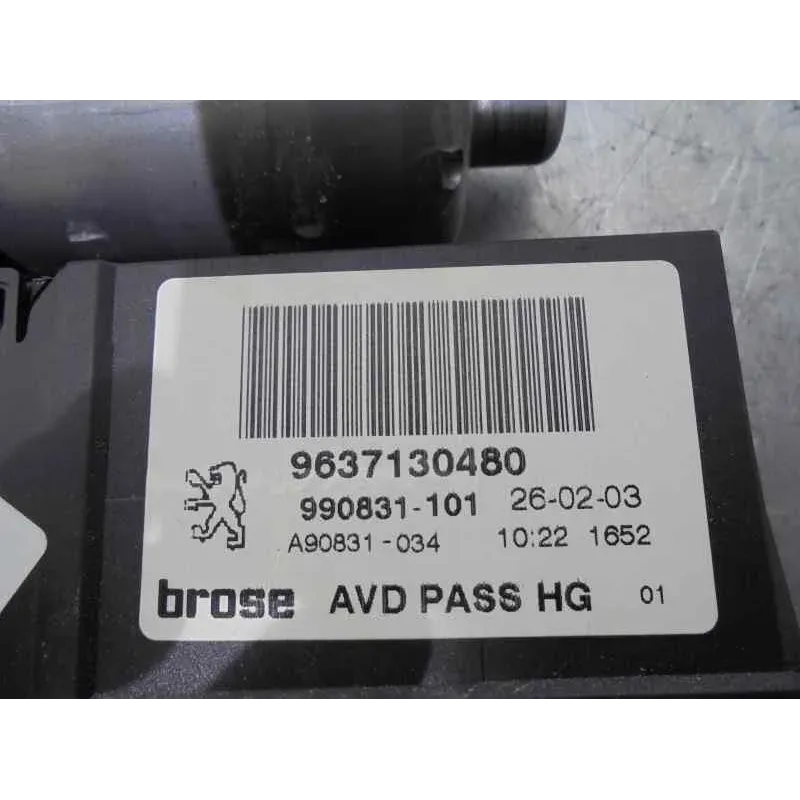 9637130480
990831-101 26-02-03
A90831-034 10:22 1652
brose AVD PASS HG 01